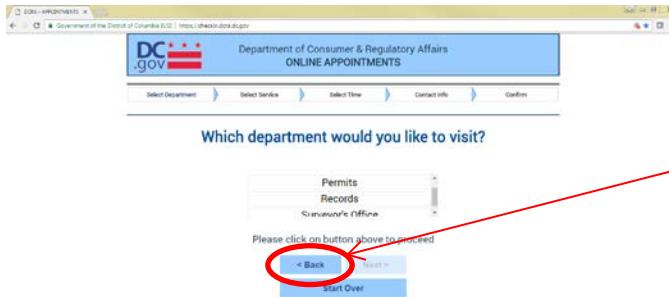 DCRA - APPOINTMENTS
Government of the District of Columbia [US] | https://checkin.dcra.dc.gov
DC
.gov
Department of Consumer & Regulatory Affairs
ONLINE APPOINTMENTS
Select Department
Select Service
Select Time
Contact Info
Confirm
Which department would you like to visit?
Permits
Records
Surveyor's Office
Please click on button above to proceed
< Back
Next >
Start Over